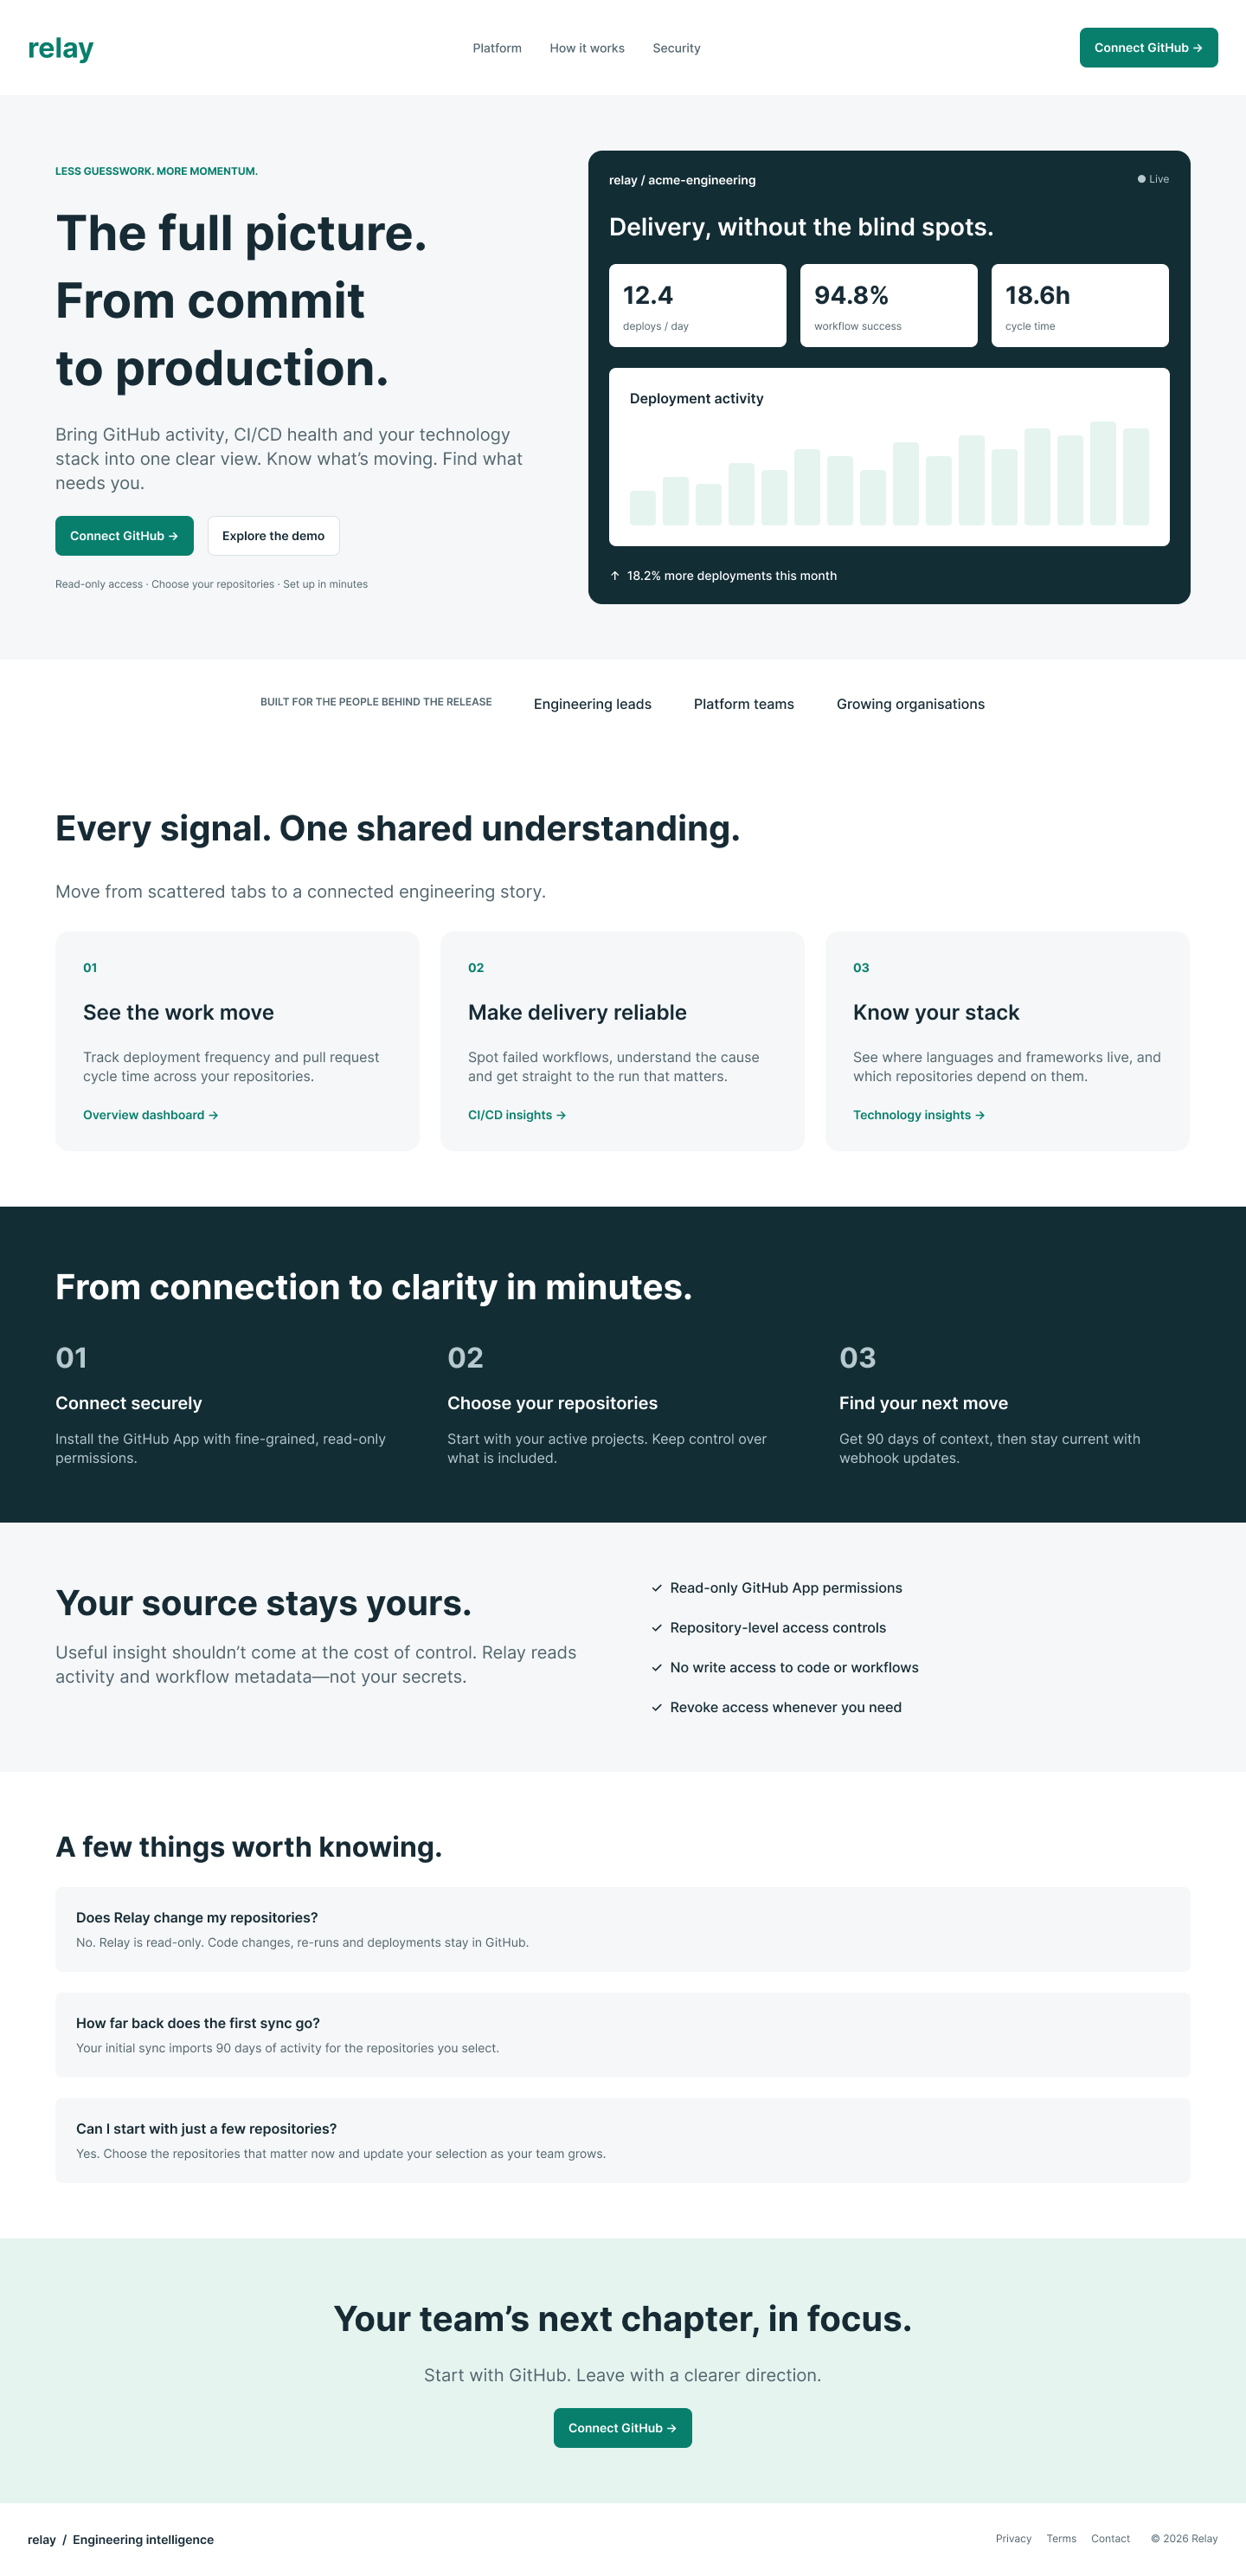 relay
Platform
How it works
Security
Connect GitHub →
LESS GUESSWORK. MORE MOMENTUM.
The full picture.
From commit
to production.
Bring GitHub activity, CI/CD health and your technology
stack into one clear view. Know what’s moving. Find what
needs you.
Connect GitHub →
Explore the demo
Read-only access · Choose your repositories · Set up in minutes
relay / acme-engineering
● Live
Delivery, without the blind spots.
12.4
deploys / day
94.8%
workflow success
18.6h
cycle time
Deployment activity
↑ 18.2% more deployments this month
BUILT FOR THE PEOPLE BEHIND THE RELEASE
Engineering leads
Platform teams
Growing organisations
Every signal. One shared understanding.
Move from scattered tabs to a connected engineering story.
01
See the work move
Track deployment frequency and pull request
cycle time across your repositories.
Overview dashboard →
02
Make delivery reliable
Spot failed workflows, understand the cause
and get straight to the run that matters.
CI/CD insights →
03
Know your stack
See where languages and frameworks live, and
which repositories depend on them.
Technology insights →
From connection to clarity in minutes.
01
Connect securely
Install the GitHub App with fine-grained, read-only
permissions.
02
Choose your repositories
Start with your active projects. Keep control over
what is included.
03
Find your next move
Get 90 days of context, then stay current with
webhook updates.
Your source stays yours.
Useful insight shouldn’t come at the cost of control. Relay reads
activity and workflow metadata—not your secrets.
✓ Read-only GitHub App permissions
✓ Repository-level access controls
✓ No write access to code or workflows
✓ Revoke access whenever you need
A few things worth knowing.
Does Relay change my repositories?
No. Relay is read-only. Code changes, re-runs and deployments stay in GitHub.
How far back does the first sync go?
Your initial sync imports 90 days of activity for the repositories you select.
Can I start with just a few repositories?
Yes. Choose the repositories that matter now and update your selection as your team grows.
Your team’s next chapter, in focus.
Start with GitHub. Leave with a clearer direction.
Connect GitHub →
relay / Engineering intelligence
Privacy
Terms
Contact
© 2026 Relay